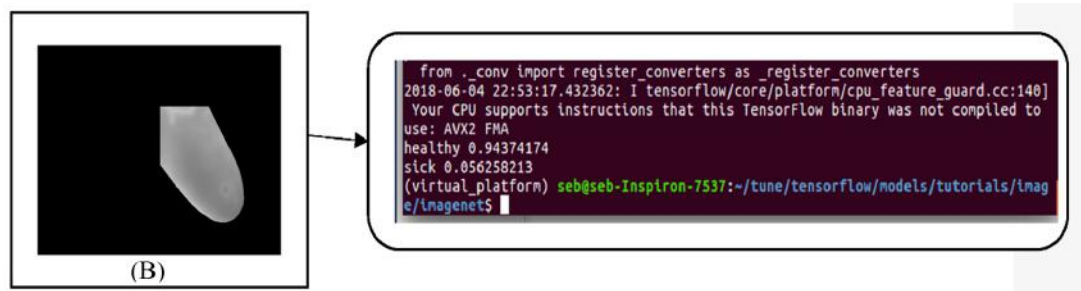 from ._conv import register_converters as _register_converters
2018-06-04 22:53:17.432362: I tensorflow/core/platform/cpu_feature_guard.cc:140]
Your CPU supports instructions that this TensorFlow binary was not compiled to
use: AVX2 FMA
healthy 0.94374174
sick 0.056258213
(virtual_platform) seb@seb-Inspiron-7537:~/tune/tensorflow/models/tutorials/imag
e/imagenet$
(B)